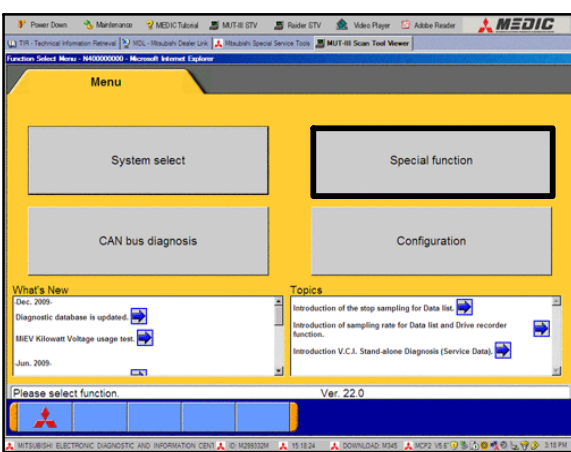 Power Down Maintenance MEDIC Tutorial MUT-III STV Raider STV Video Player Adobe Reader MEDIC
TIR - Technical Information Retrieval MDL - Mitsubishi Dealer Link Mitsubishi Special Service Tools MUT-III Scan Tool Viewer
Function Select Menu - N400000000 - Microsoft Internet Explorer
Menu
System select
Special function
CAN bus diagnosis
Configuration
What's New
-Dec. 2009-
Diagnostic database is updated.
MiEV Kilowatt Voltage usage test.
-Jun. 2009-
Topics
Introduction of the stop sampling for Data list.
Introduction of sampling rate for Data list and Drive recorder
function.
Introduction V.C.I. Stand-alone Diagnosis (Service Data).
Please select function.
Ver. 22.0
MITSUBISHI ELECTRONIC DIAGNOSTIC AND INFORMATION CENT ID: M299332M 15:18:24 DOWNLOAD: M345 3:18 PM